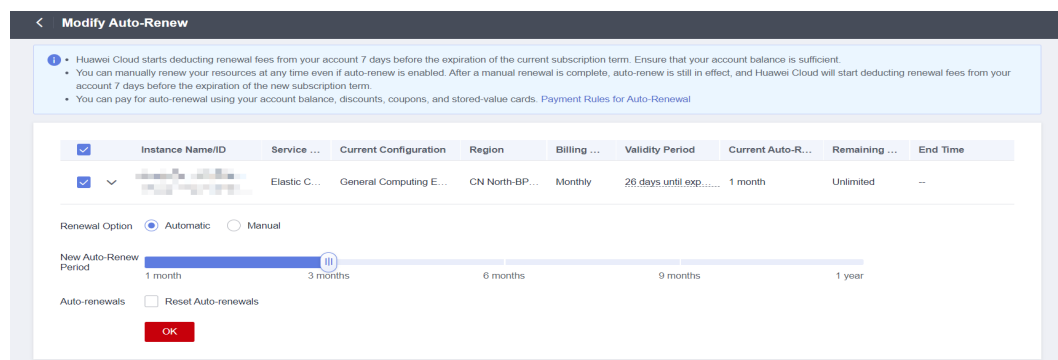 Modify Auto-Renew
• Huawei Cloud starts deducting renewal fees from your account 7 days before the expiration of the current subscription term. Ensure that your account balance is sufficient.
• You can manually renew your resources at any time even if auto-renew is enabled. After a manual renewal is complete, auto-renew is still in effect, and Huawei Cloud will start deducting renewal fees from your
account 7 days before the expiration of the new subscription term.
• You can pay for auto-renewal using your account balance, discounts, coupons, and stored-value cards. Payment Rules for Auto-Renewal
Instance Name/ID Service ... Current Configuration Region Billing ... Validity Period Current Auto-R... Remaining ... End Time
Elastic C... General Computing E... CN North-BP... Monthly 26 days until exp... 1 month Unlimited --
Renewal Option Automatic Manual
New Auto-Renew
Period
1 month 3 months 6 months 9 months 1 year
Auto-renewals Reset Auto-renewals
OK